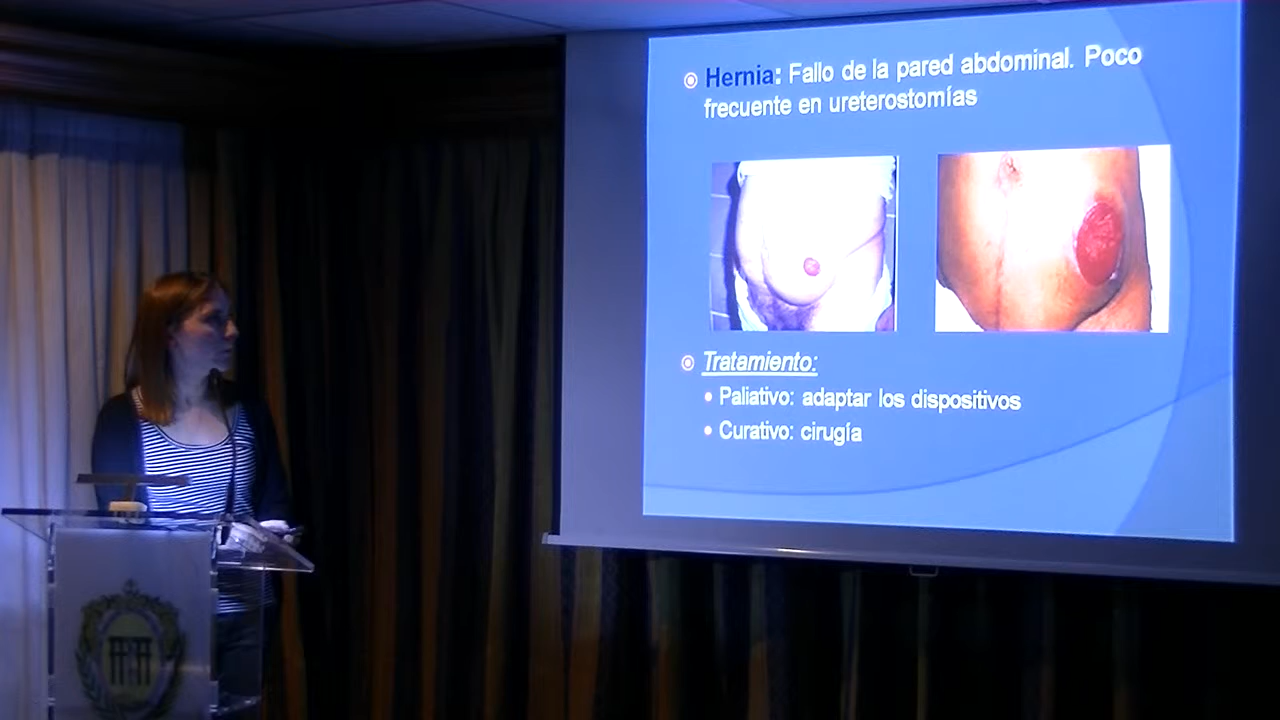 Hernia: Fallo de la pared abdominal. Poco
frecuente en ureterostomías
Tratamiento:
Paliativo: adaptar los dispositivos
Curativo: cirugía